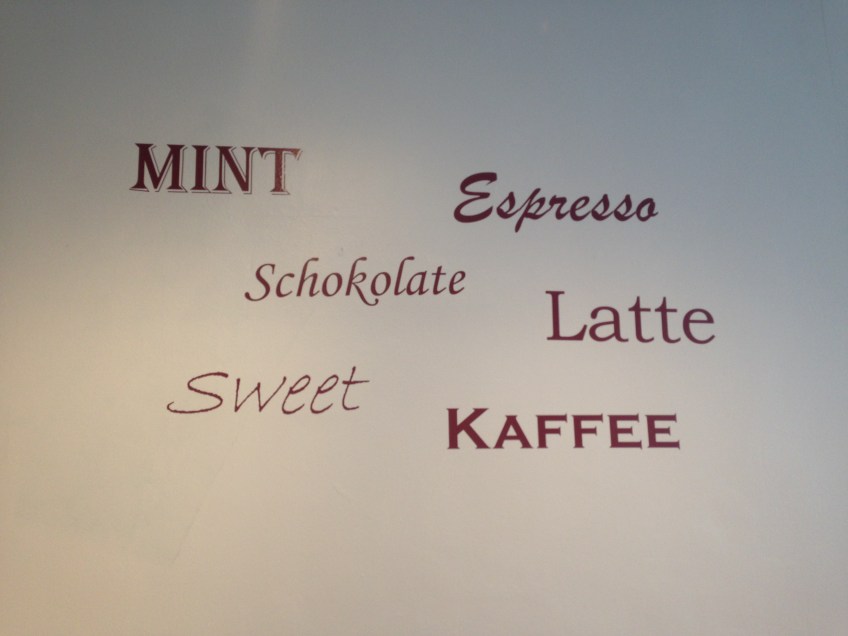 MINT
Espresso
Schokolate
Latte
Sweet
KAFFEE